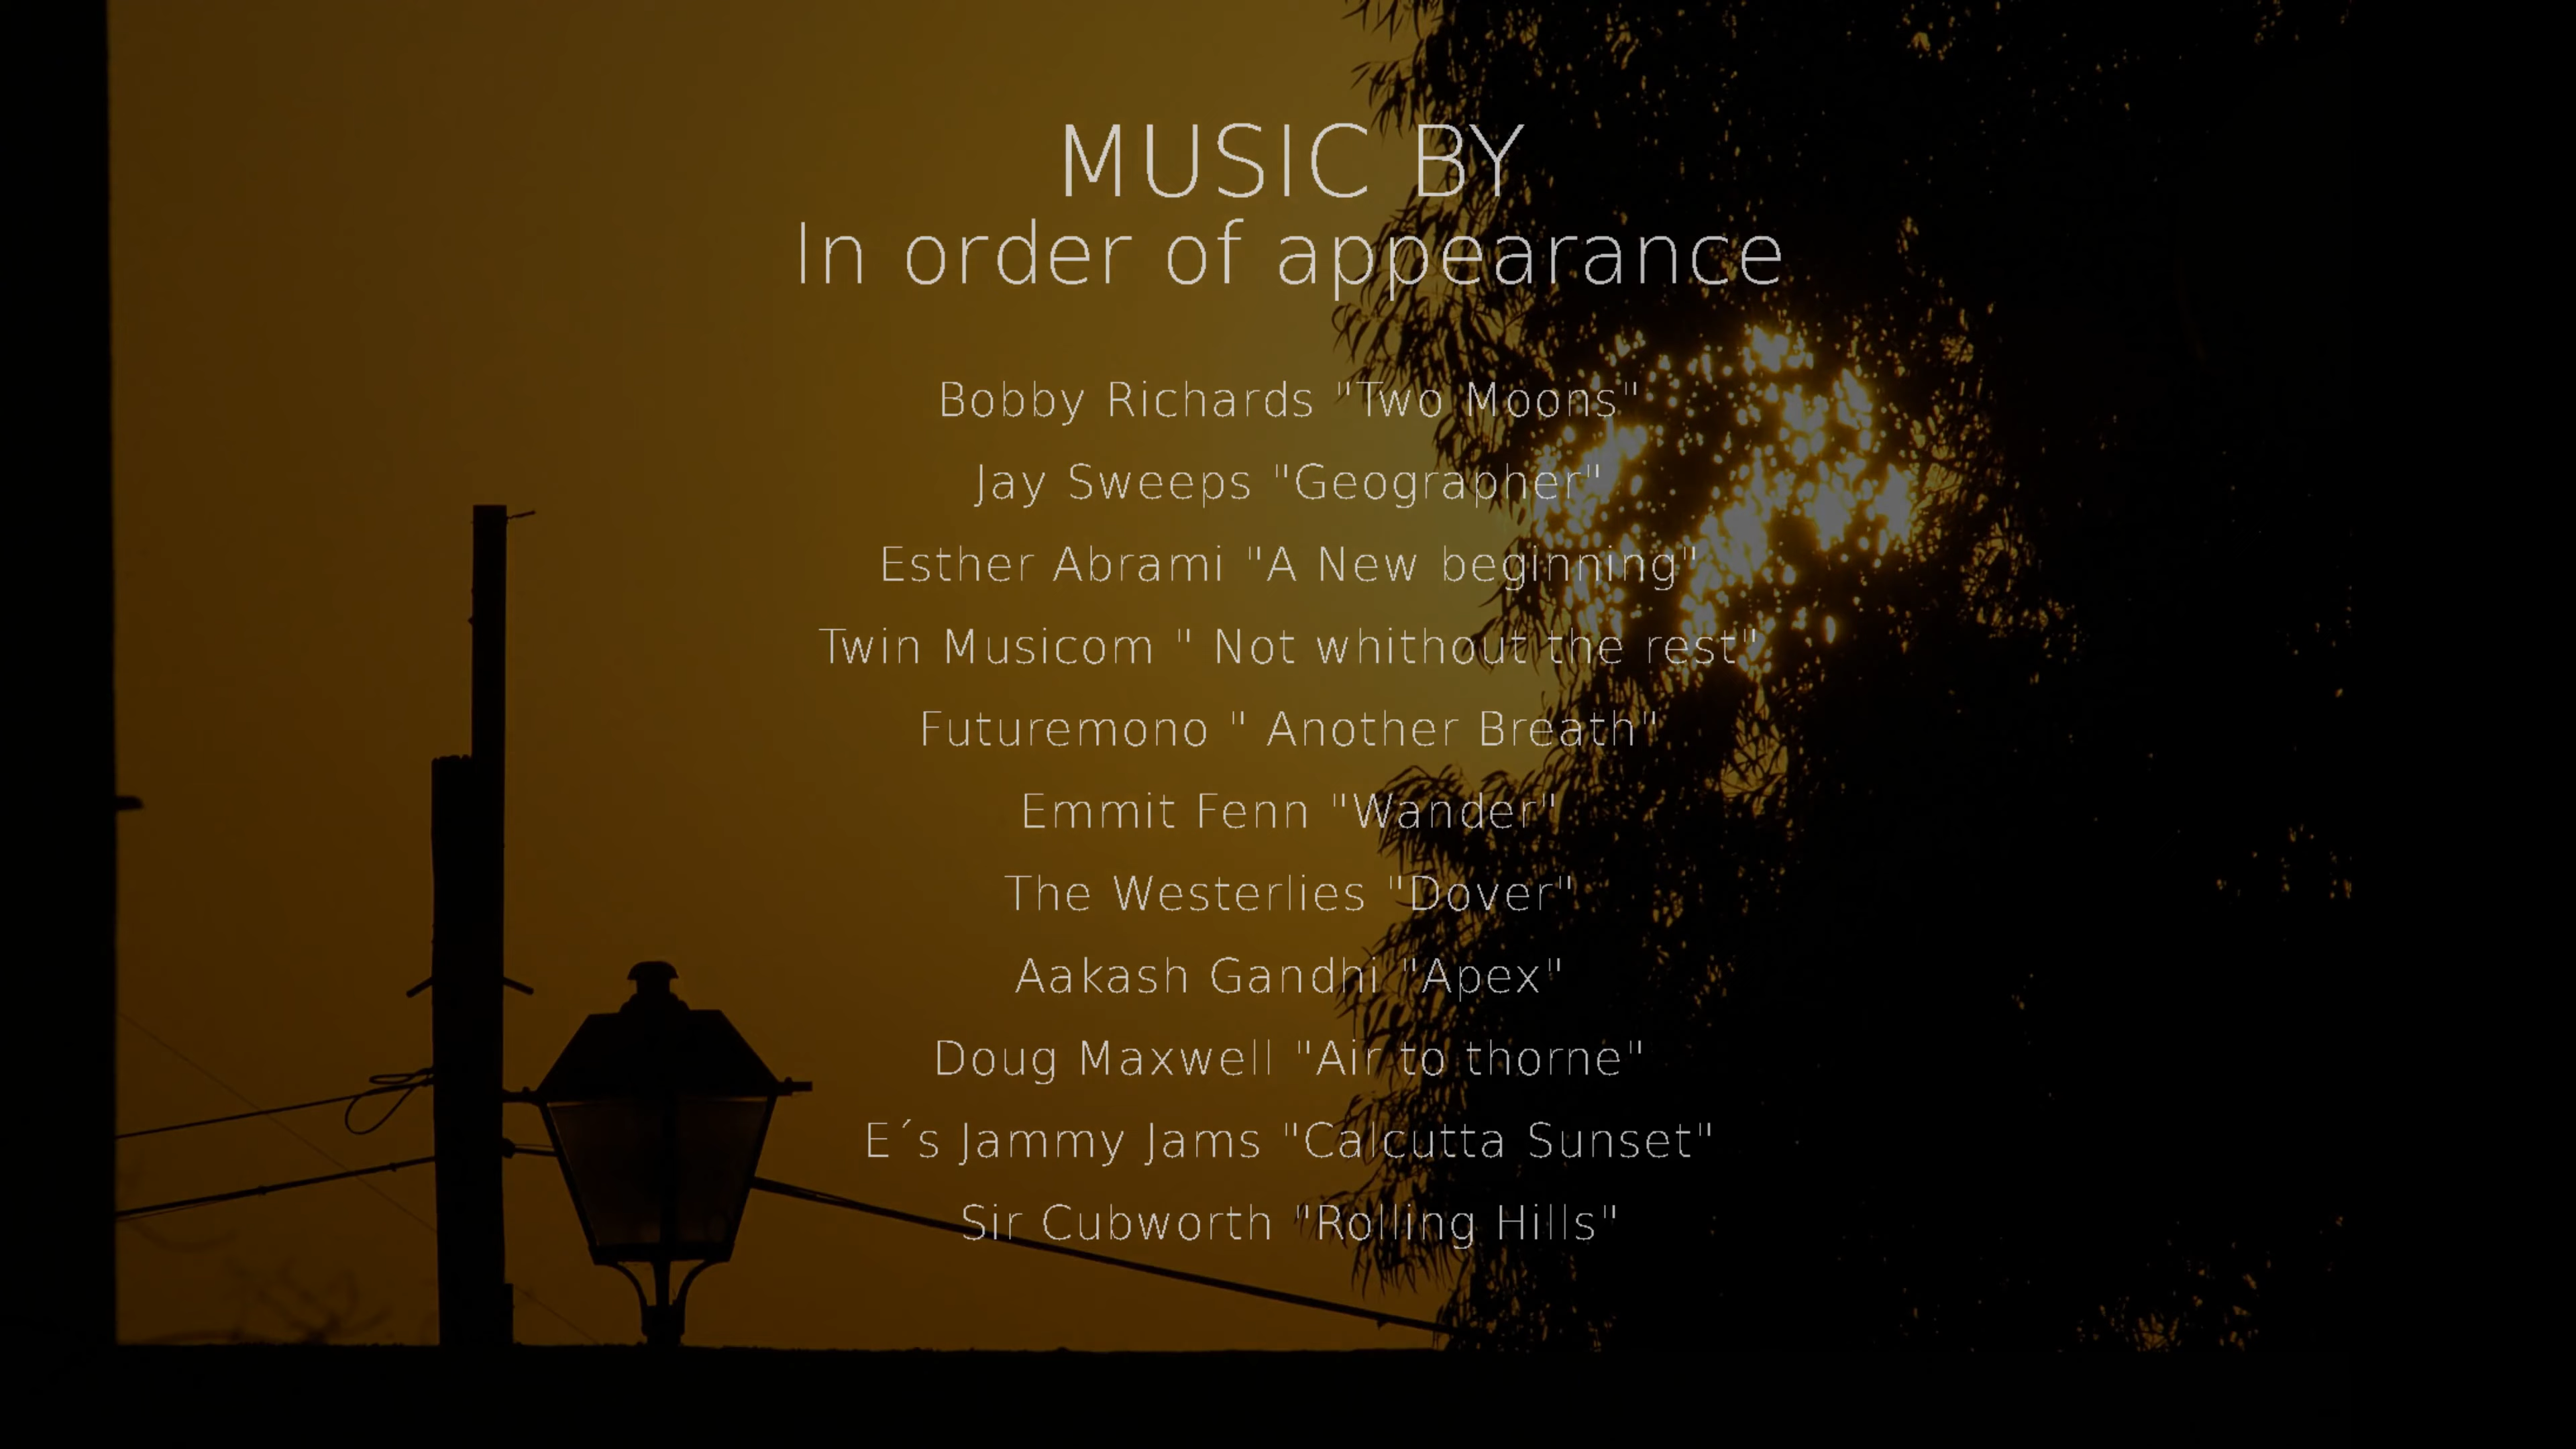 MUSIC BY
In order of appearance
Bobby Richards "Two Moons"
Jay Sweeps "Geographer"
Esther Abrami "A New beginning"
Twin Musicom " Not whithout the rest"
Futuremono " Another Breath"
Emmit Fenn "Wander"
The Westerlies "Dover"
Aakash Gandhi "Apex"
Doug Maxwell "Air to thorne"
E´s Jammy Jams "Calcutta Sunset"
Sir Cubworth "Rolling Hills"